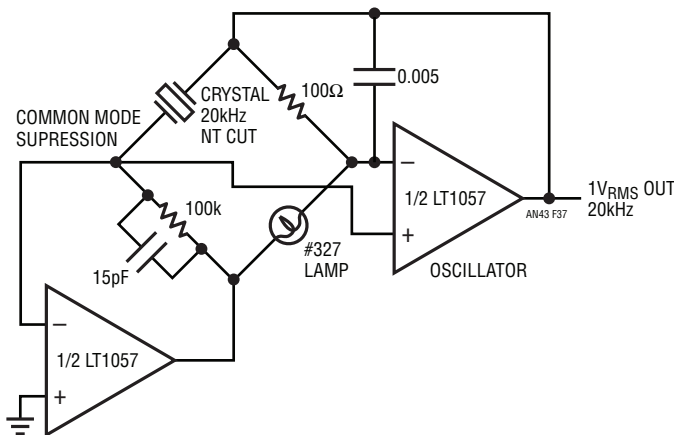 0.005
100Ω
CRYSTAL
20kHz
NT CUT
COMMON MODE
SUPRESSION
100k
15pF
#327
LAMP
−
1/2 LT1057
+
OSCILLATOR
1VRMS OUT
20kHz
AN43 F37
−
1/2 LT1057
+